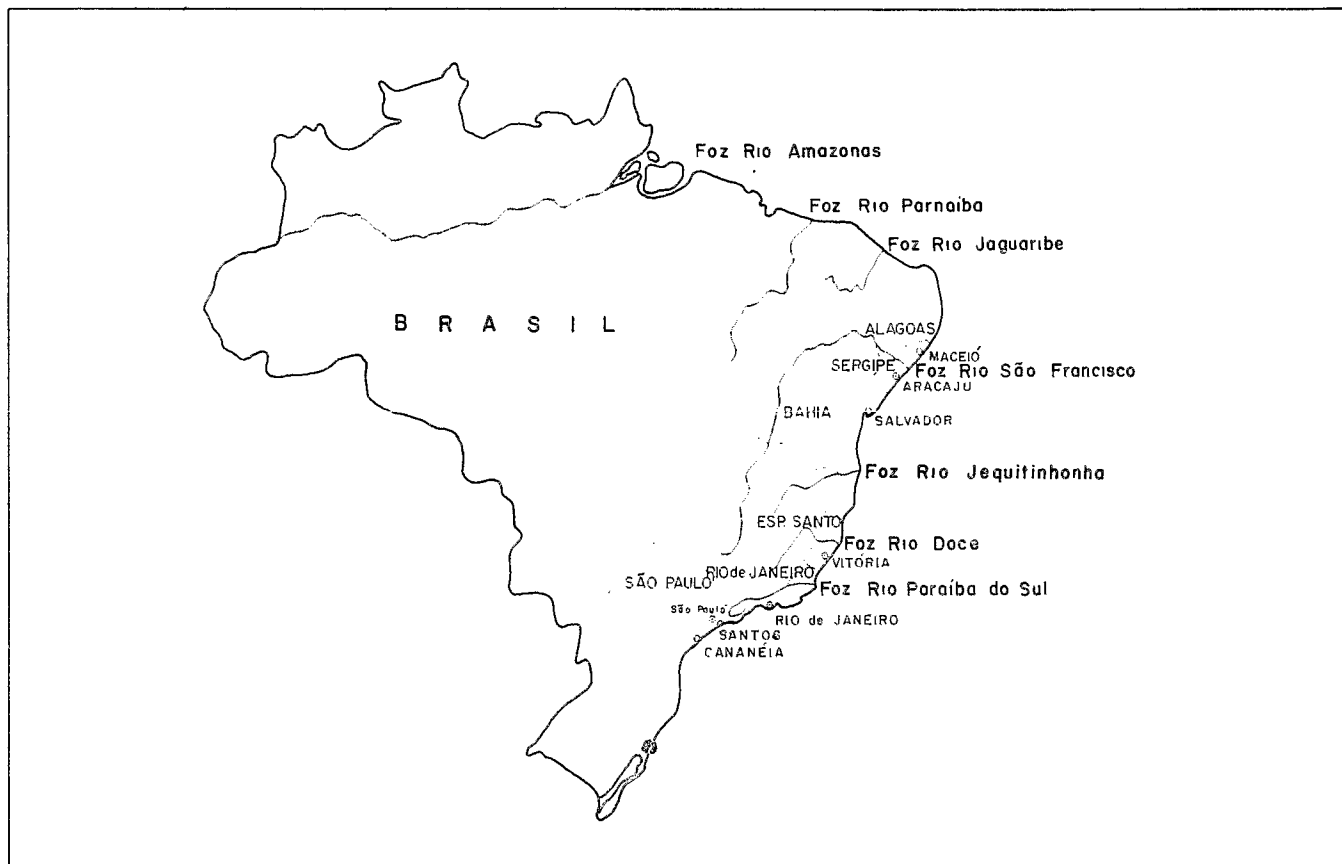 Foz Rio Amazonas
Foz Rio Parnaíba
Foz Rio Jaguaribe
BRASIL
ALAGOAS
MACEIÓ
SERGIPE
Foz Rio São Francisco
ARACAJU
BAHIA
SALVADOR
Foz Rio Jequitinhonha
ESP. SANTO
Foz Rio Doce
VITÓRIA
RIO de JANEIRO
SÃO PAULO
Foz Rio Paraíba do Sul
São Paulo
RIO de JANEIRO
SANTOS
CANANÉIA